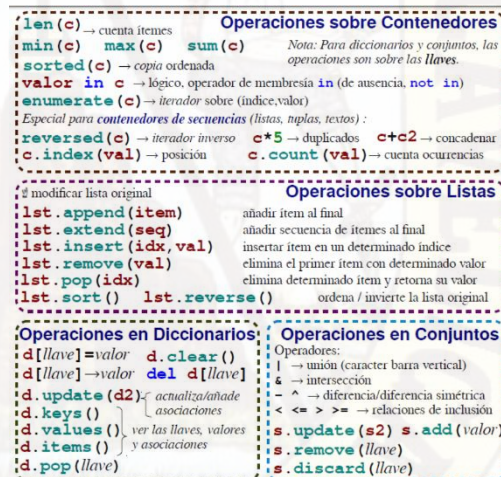 Operaciones sobre Contenedores
len(c) → cuenta ítemes
min(c) max(c) sum(c)
Nota: Para diccionarios y conjuntos, las
operaciones son sobre las llaves.
sorted(c) → copia ordenada
valor in c → lógico, operador de membresía in (de ausencia, not in)
enumerate(c) → iterador sobre (índice,valor)
Especial para contenedores de secuencias (listas, tuplas, textos) :
reversed(c) → iterador inverso c*5 → duplicados c+c2 → concadenar
c.index(val) → posición c.count(val) → cuenta ocurrencias
Operaciones sobre Listas
modificar lista original
lst.append(item) añadir ítem al final
lst.extend(seq) añadir secuencia de ítemes al final
lst.insert(idx,val) insertar ítem en un determinado índice
lst.remove(val) elimina el primer ítem con determinado valor
lst.pop(idx) elimina determinado ítem y retorna su valor
lst.sort() lst.reverse() ordena / invierte la lista original
Operaciones en Diccionarios
d[llave]=valor d.clear()
d[llave]→valor del d[llave]
d.update(d2) actualiza/añade
asociaciones
d.keys()
d.values() ver las llaves, valores
d.items() y asociaciones
d.pop(llave)
Operaciones en Conjuntos
Operadores:
| → unión (caracter barra vertical)
& → intersección
- ^ → diferencia/diferencia simétrica
< <= > >= → relaciones de inclusión
s.update(s2) s.add(valor)
s.remove(llave)
s.discard(llave)